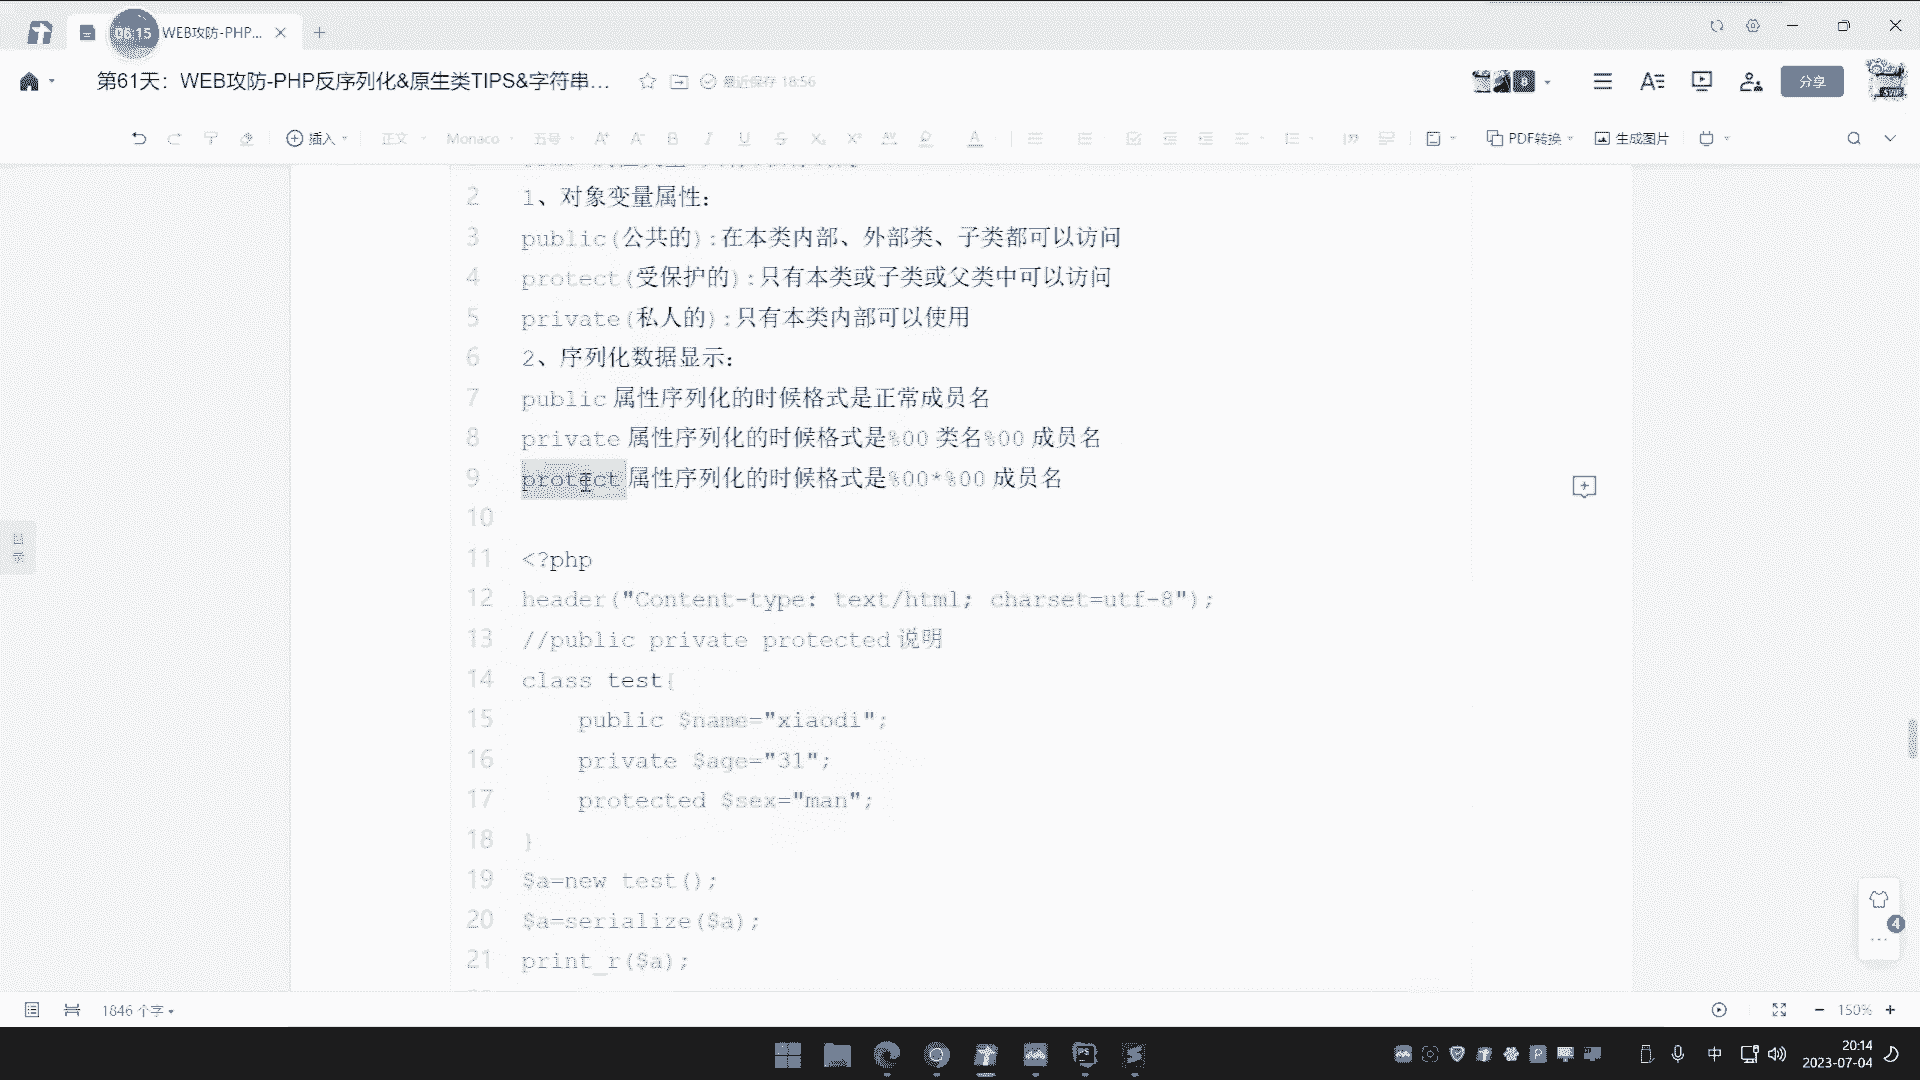 06:15 WEB攻防-PHP...
第61天：WEB攻防-PHP反序列化&原生类TIPS&字符串...
最近保存 18:56
8
分享
SVIP
插入
正文
Monaco
五号
PDF转换
生成图片
2 1、对象变量属性：
3 public(公共的):在本类内部、外部类、子类都可以访问
4 protect(受保护的):只有本类或子类或父类中可以访问
5 private(私人的):只有本类内部可以使用
6 2、序列化数据显示：
7 public 属性序列化的时候格式是正常成员名
8 private 属性序列化的时候格式是%00 类名%00 成员名
9 protect 属性序列化的时候格式是%00*%00 成员名
10
11 <?php
12 header("Content-type: text/html; charset=utf-8");
13 //public private protected 说明
14 class test{
15 public $name="xiaodi";
16 private $age="31";
17 protected $sex="man";
18 }
19 $a=new test();
20 $a=serialize($a);
21 print_r($a);
4
1846 个字
150%
中
20:14
2023-07-04